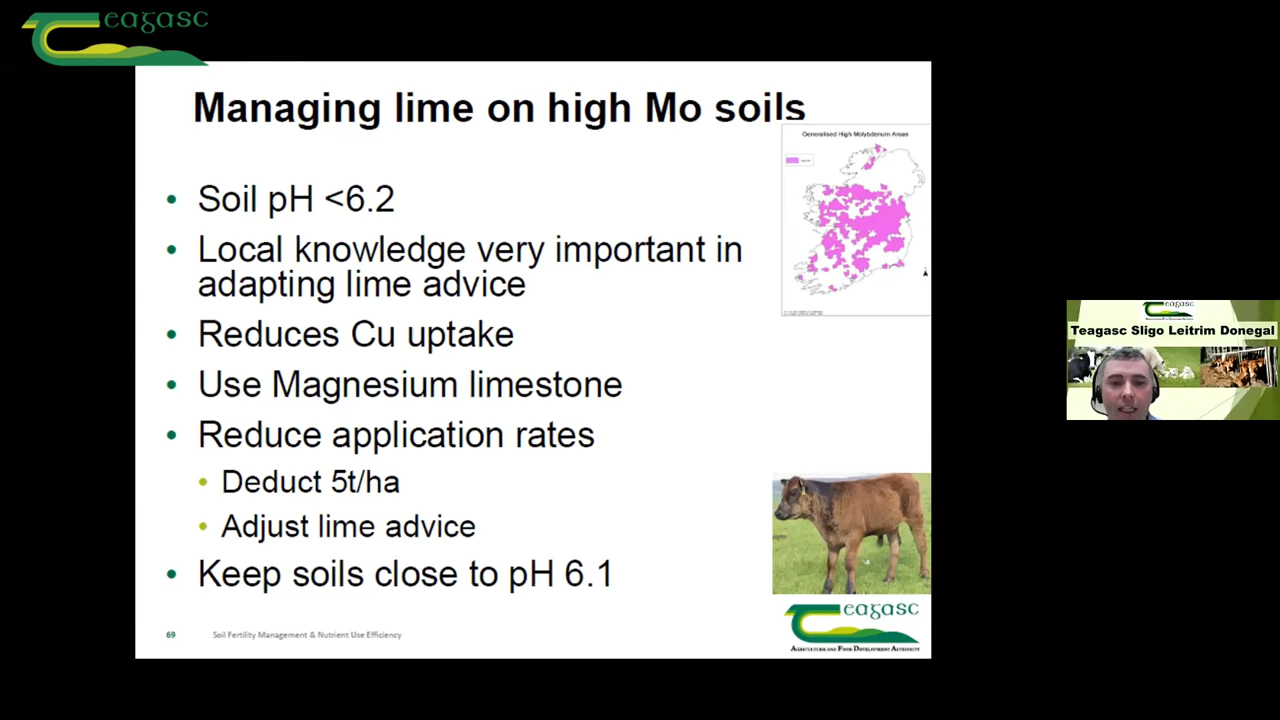 Teagasc
Managing lime on high Mo soils
Generalised High Molybdenum Areas
Soil pH <6.2
Local knowledge very important in
adapting lime advice
Reduces Cu uptake
Use Magnesium limestone
Reduce application rates
Deduct 5t/ha
Adjust lime advice
Keep soils close to pH 6.1
69
Soil Fertility Management & Nutrient Use Efficiency
Teagasc
AGRICULTURE AND FOOD DEVELOPMENT AUTHORITY
Teagasc
Teagasc Sligo Leitrim Donegal